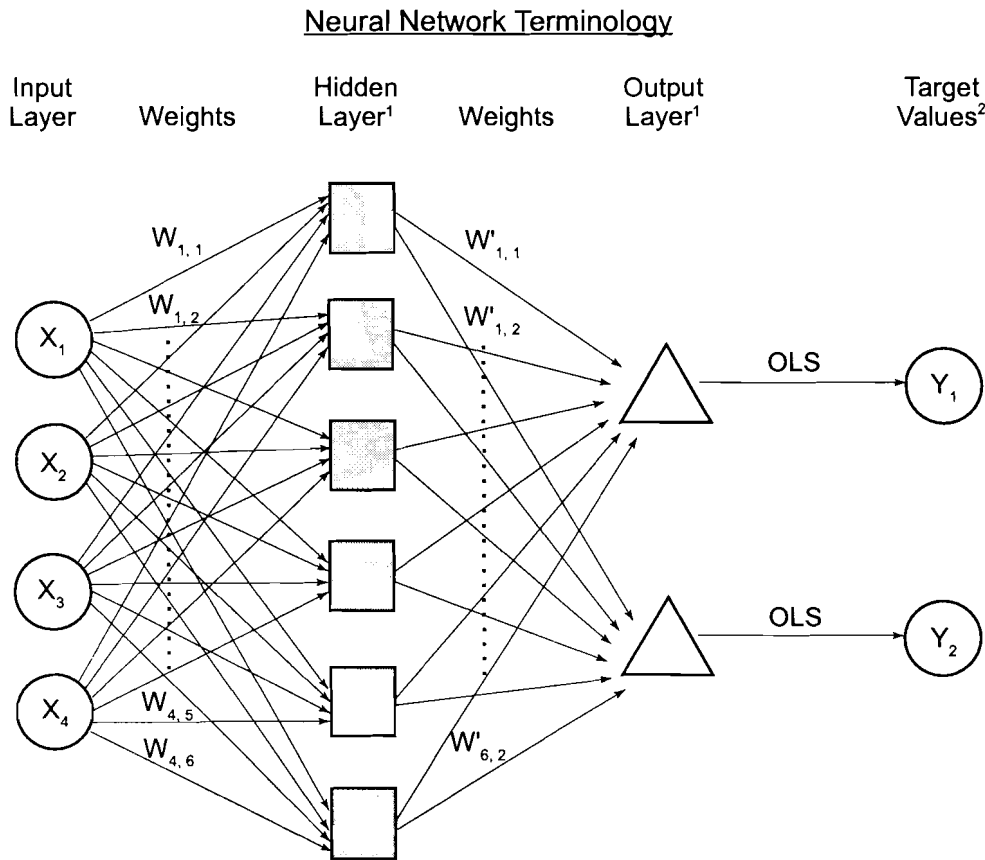 Neural Network Terminology
Input Layer
Weights
Hidden Layer¹
Weights
Output Layer¹
Target Values²
W₁, ₁
W'₁, ₁
W₁, ₂
W'₁, ₂
X₁
OLS
Y₁
X₂
X₃
OLS
Y₂
X₄
W₄, ₅
W₄, ₆
W'₆, ₂